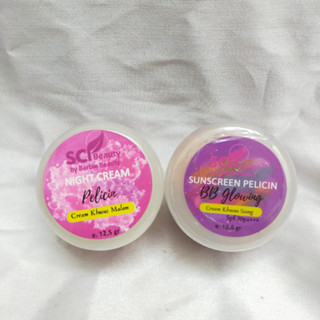 SCI Beauty
by Barbie Beauty
NIGHT CREAM
Pelicin
Cream Khusus Malam
e. 12,5 gr
SUNSCREEN PELICIN
BB Glowing
Cream Khusus Siang
e. 12,5 gr